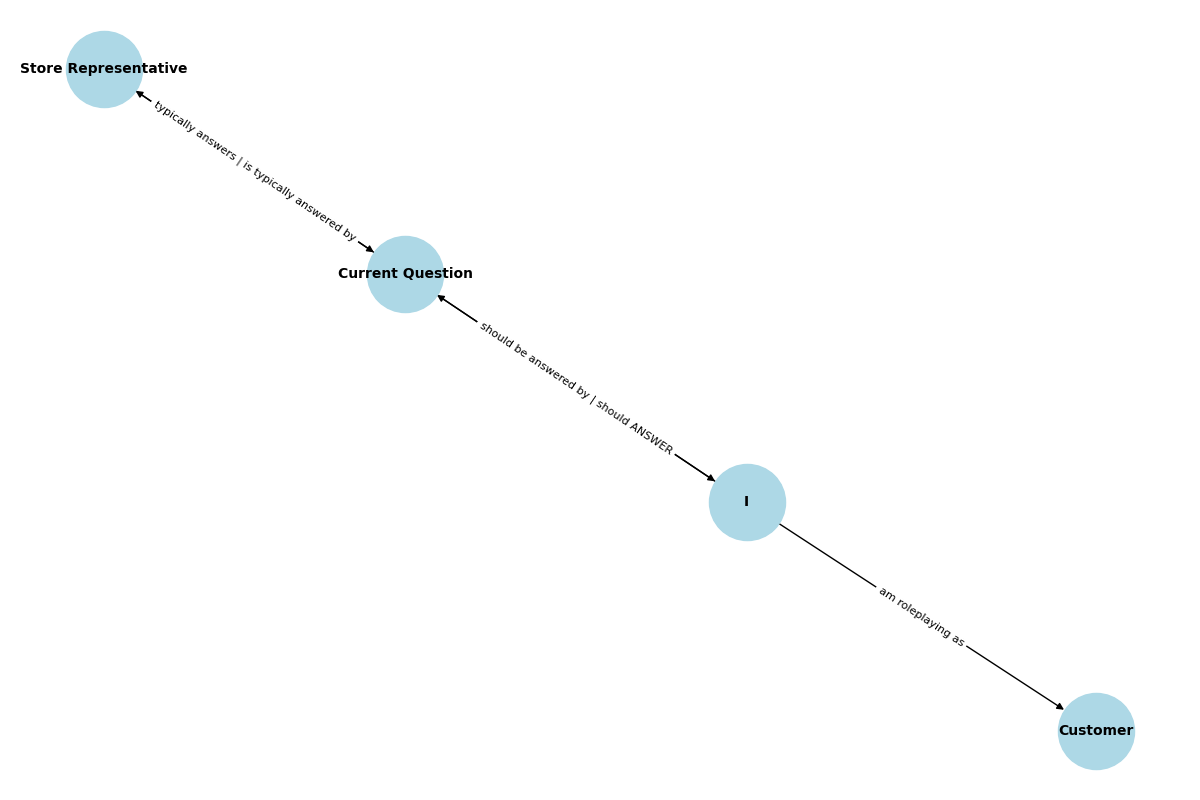 Store Representative
typically answers | is typically answered by
Current Question
should be answered by | should ANSWER
I
am roleplaying as
Customer